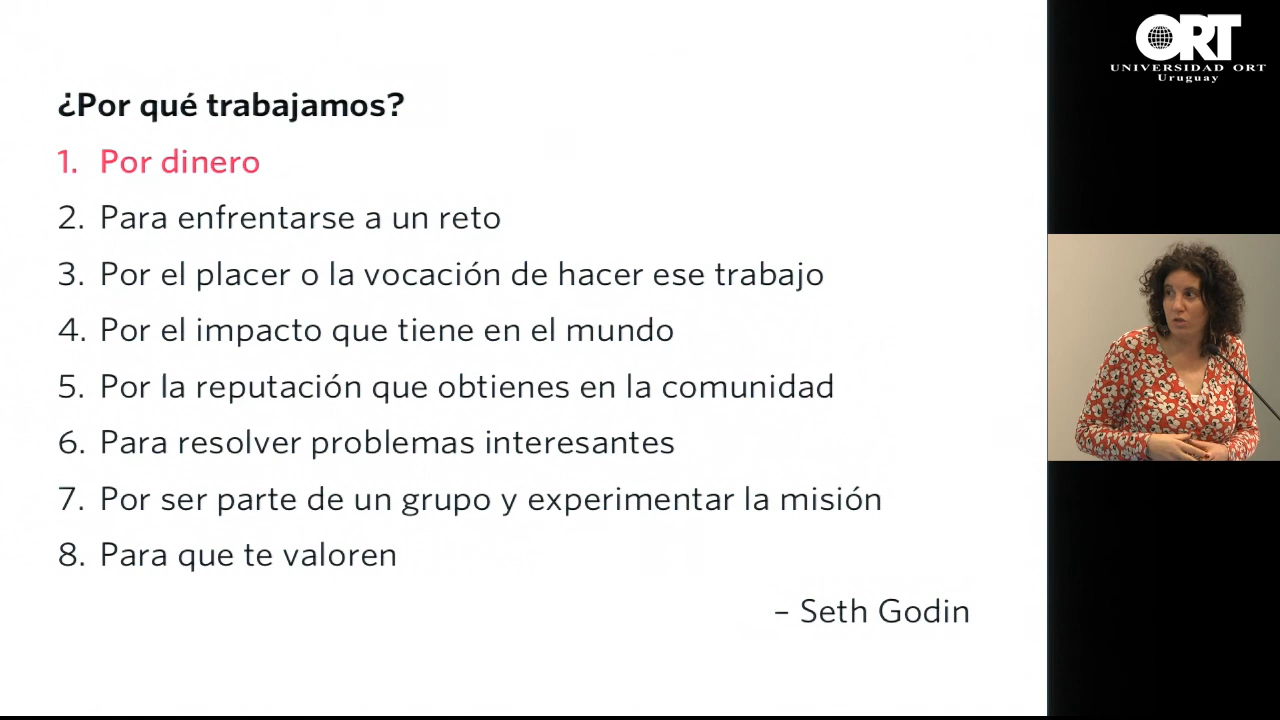 ¿Por qué trabajamos?
1. Por dinero
2. Para enfrentarse a un reto
3. Por el placer o la vocación de hacer ese trabajo
4. Por el impacto que tiene en el mundo
5. Por la reputación que obtienes en la comunidad
6. Para resolver problemas interesantes
7. Por ser parte de un grupo y experimentar la misión
8. Para que te valoren
– Seth Godin
ORT
UNIVERSIDAD ORT
Uruguay